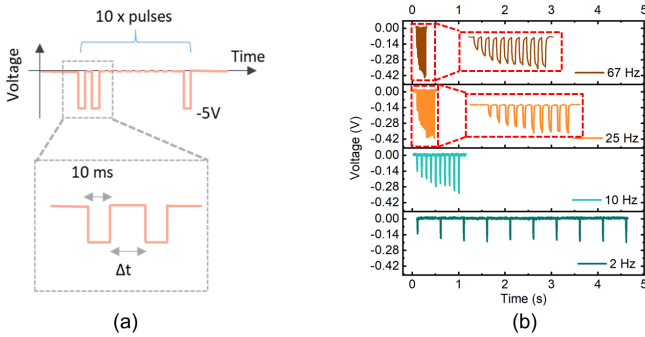 10 x pulses
Time
Voltage
-5V
10 ms
Δt
(a)
0 1 2 3 4 5
0.00
-0.14
-0.28
-0.42
67 Hz
0.00
-0.14
-0.28
-0.42
25 Hz
0.00
-0.14
-0.28
-0.42
10 Hz
0.00
-0.14
-0.28
-0.42
2 Hz
Voltage (V)
0 1 2 3 4 5
Time (s)
(b)